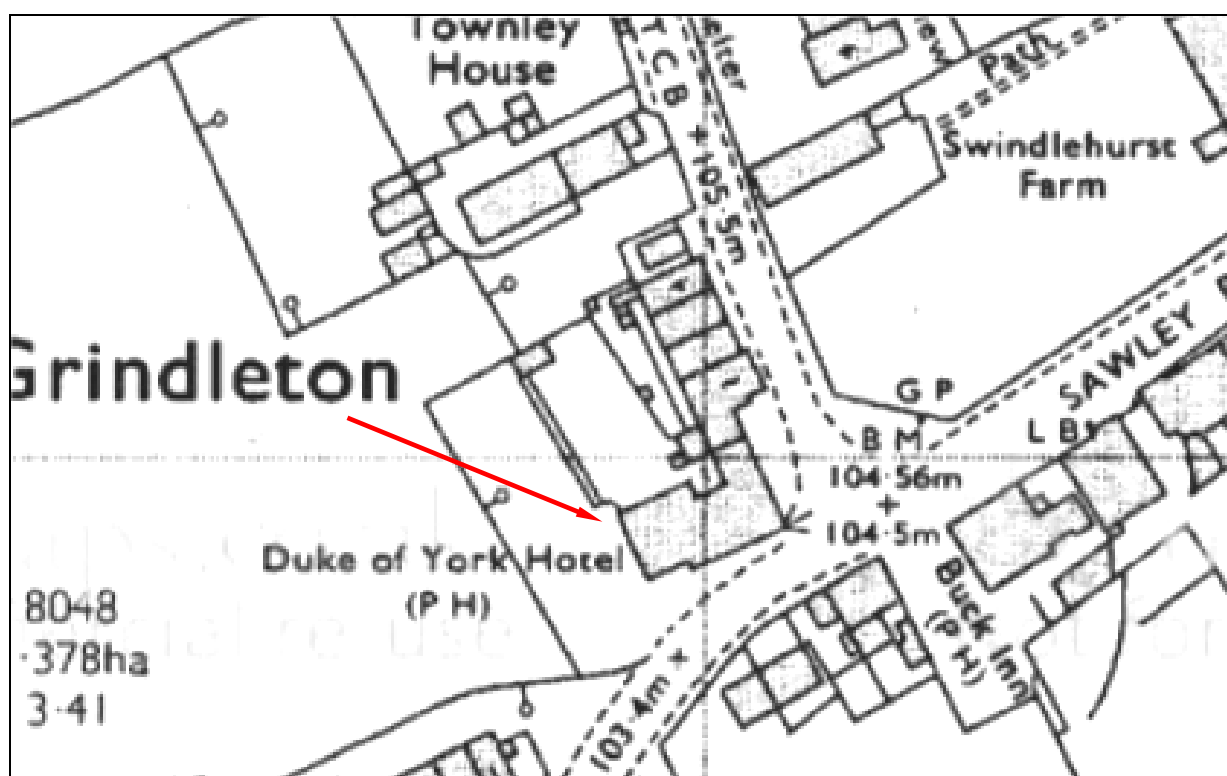 Townley
House
T C B
elter
Path
105·5m
Swindlehurst
Farm
Grindleton
G P
SAWLEY
B M
L B
104·56m
104·5m
Duke of York Hotel
(P H)
Buck Inn
(P H)
8048
·378ha
3·41
103·4m